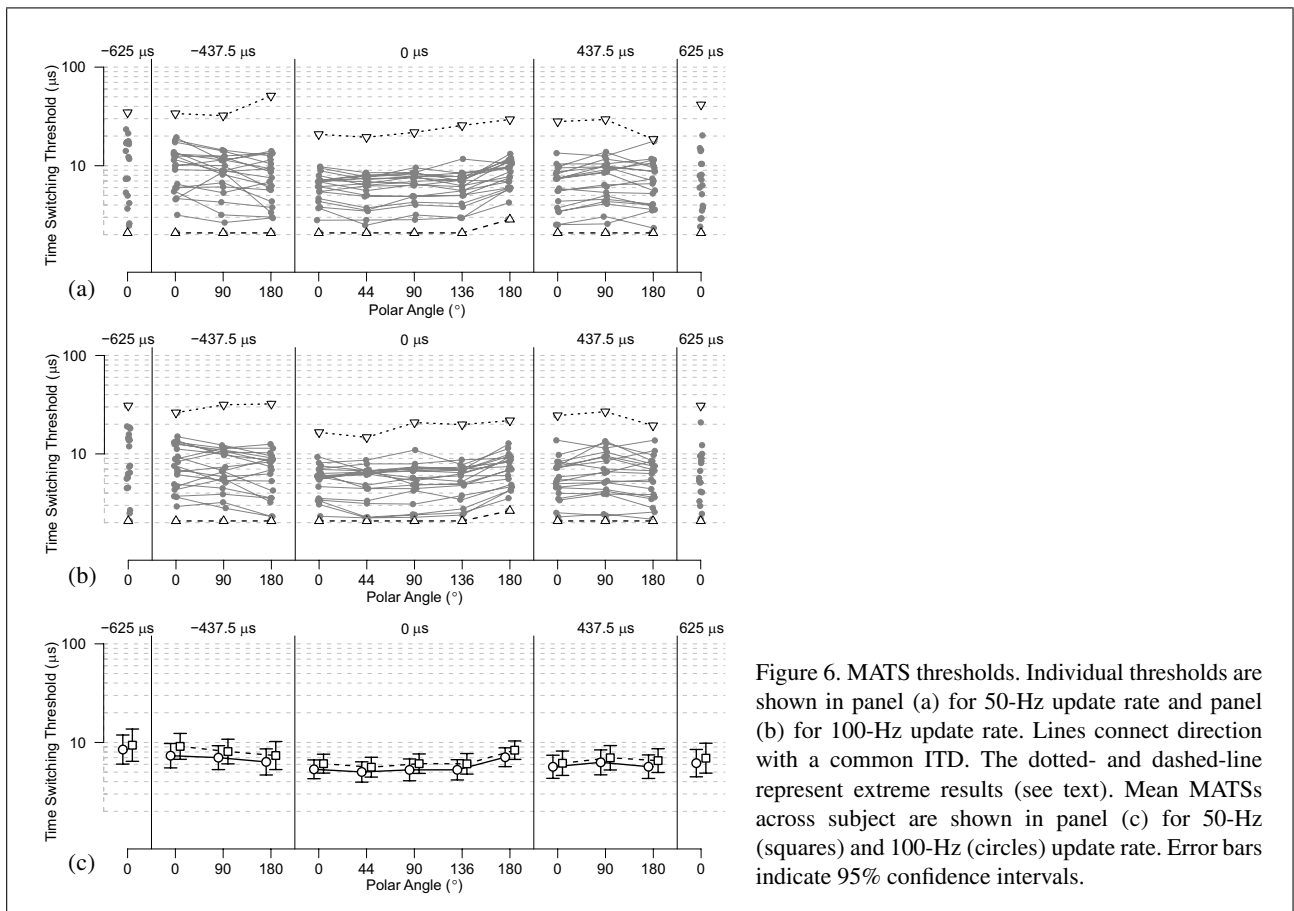 −625 μs −437.5 μs 0 μs 437.5 μs 625 μs
100
10
Time Switching Threshold (μs)
(a)
0 0 90 180 0 44 90 136 180 0 90 180 0
Polar Angle (°)
−625 μs −437.5 μs 0 μs 437.5 μs 625 μs
100
10
Time Switching Threshold (μs)
(b)
0 0 90 180 0 44 90 136 180 0 90 180 0
Polar Angle (°)
−625 μs −437.5 μs 0 μs 437.5 μs 625 μs
100
10
Time Switching Threshold (μs)
(c)
0 0 90 180 0 44 90 136 180 0 90 180 0
Polar Angle (°)
Figure 6. MATS thresholds. Individual thresholds are
shown in panel (a) for 50-Hz update rate and panel
(b) for 100-Hz update rate. Lines connect direction
with a common ITD. The dotted- and dashed-line
represent extreme results (see text). Mean MATSs
across subject are shown in panel (c) for 50-Hz
(squares) and 100-Hz (circles) update rate. Error bars
indicate 95% confidence intervals.